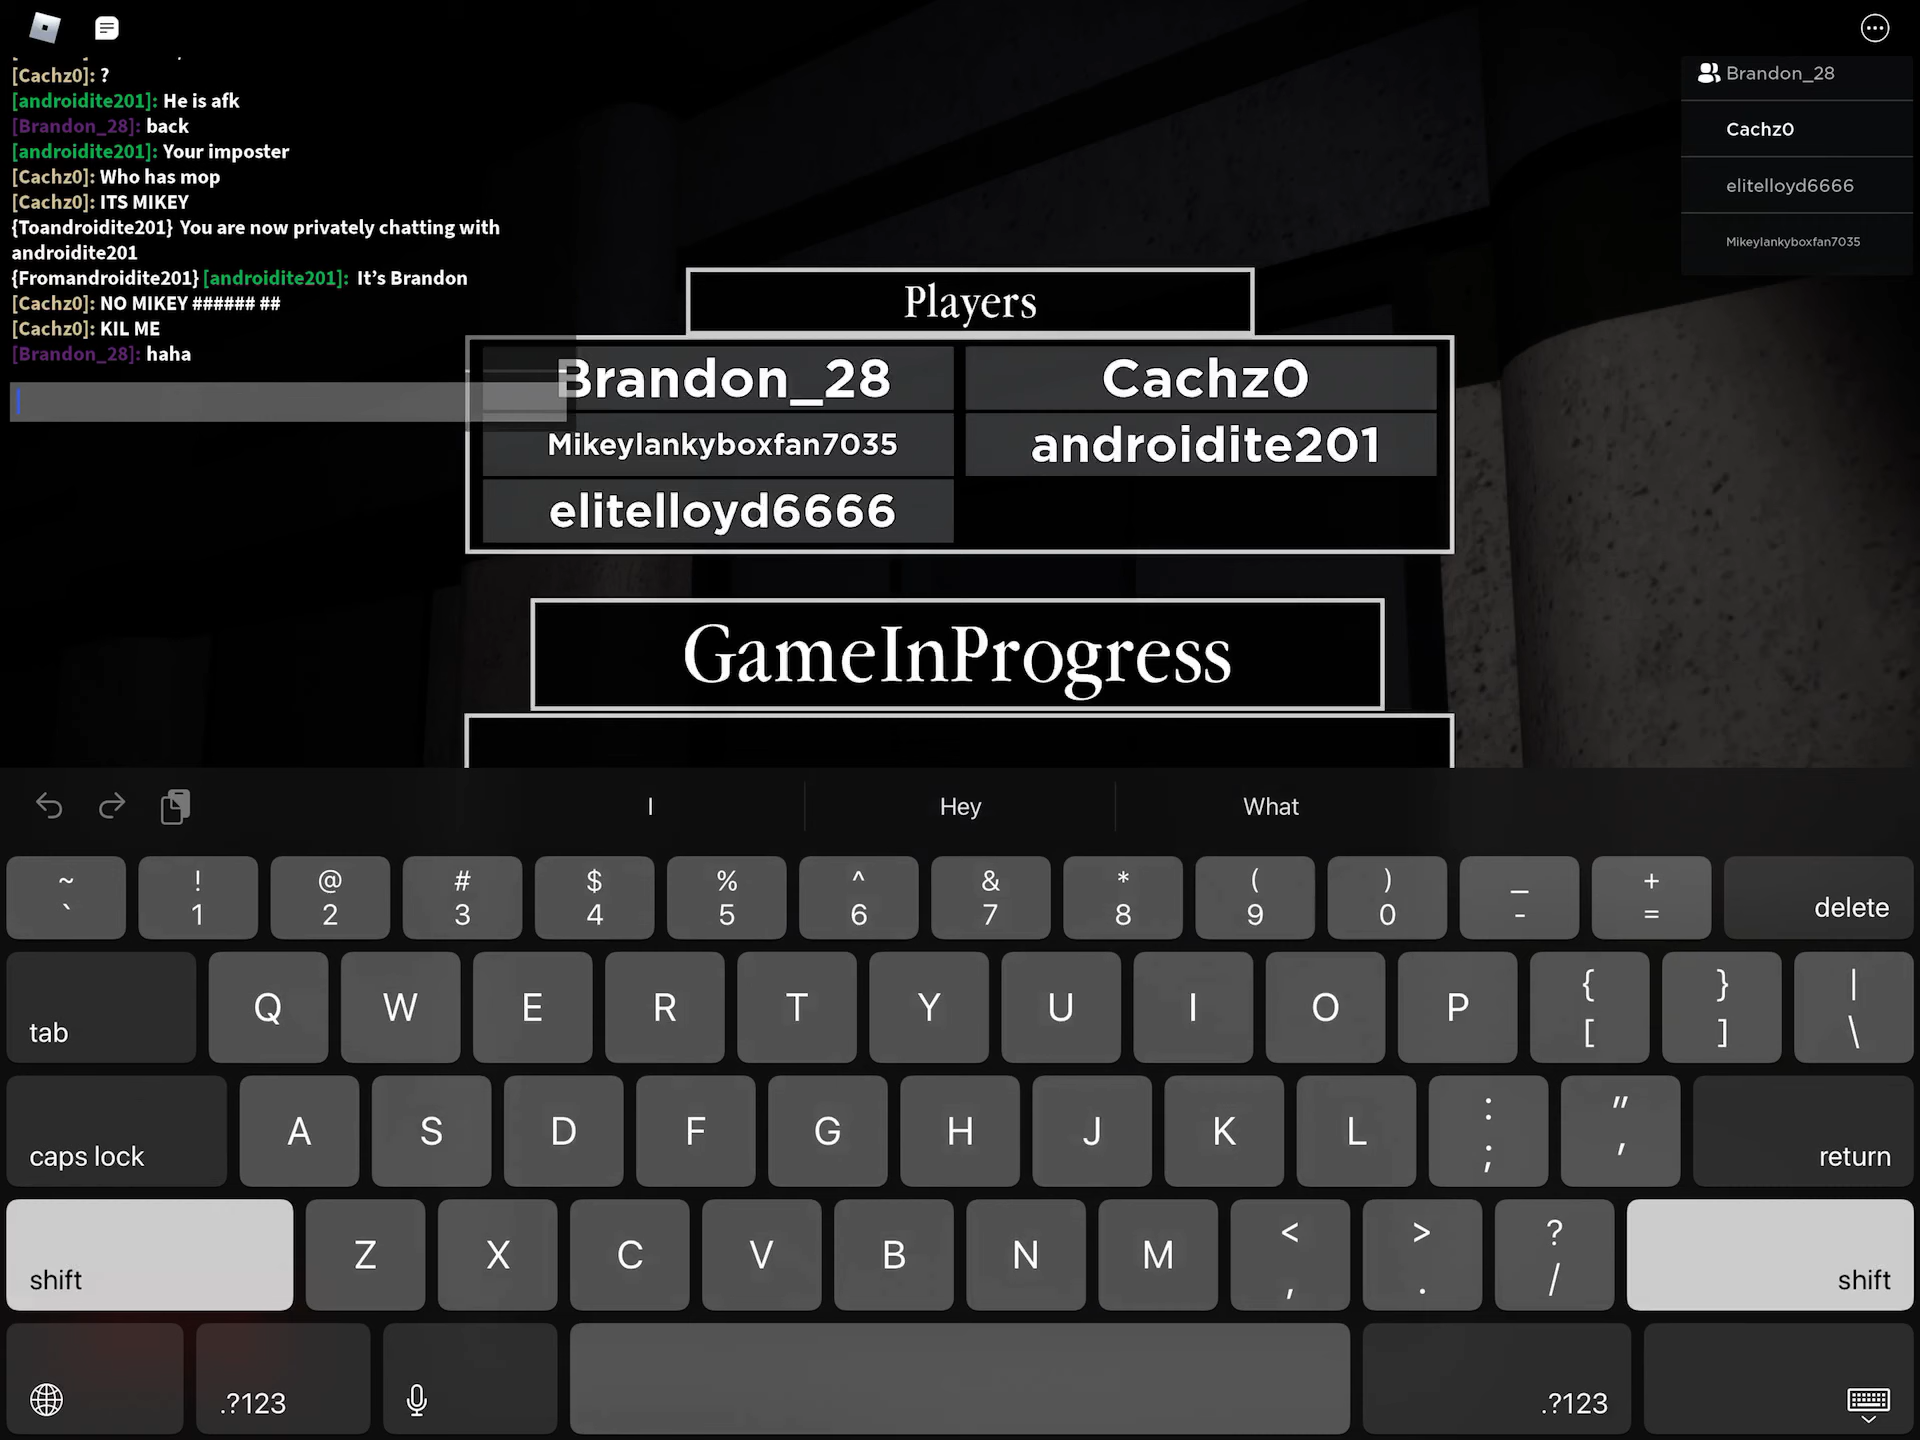 [Cachz0]: ?
[androidite201]: He is afk
[Brandon_28]: back
[androidite201]: Your imposter
[Cachz0]: Who has mop
[Cachz0]: ITS MIKEY
{Toandroidite201} You are now privately chatting with
androidite201
{Fromandroidite201} [androidite201]: It’s Brandon
[Cachz0]: NO MIKEY ###### ##
[Cachz0]: KIL ME
[Brandon_28]: haha
Brandon_28
Cachz0
elitelloyd6666
Mikeylankyboxfan7035
Players
Brandon_28 Cachz0
Mikeylankyboxfan7035 androidite201
elitelloyd6666
GameInProgress
I Hey What
~ ! @ # $ % ^ & * ( ) _ +
` 1 2 3 4 5 6 7 8 9 0 - = delete
tab Q W E R T Y U I O P { [ } ] | \
caps lock A S D F G H J K L : ; " ' return
shift Z X C V B N M < , > . ? / shift
.?123 .?123